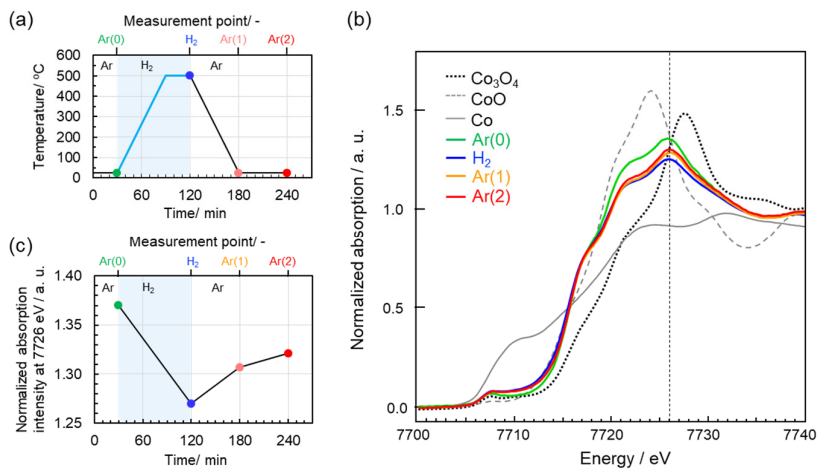 (a)
Measurement point/ -
Ar(0) H₂ Ar(1) Ar(2)
Ar H₂ Ar
Temperature/ ℃
600
500
400
300
200
100
0
0 60 120 180 240
Time/ min
(b)
Normalized absorption / a. u.
1.5
1.0
0.5
0.0
Co₃O₄
CoO
Co
Ar(0)
H₂
Ar(1)
Ar(2)
7700 7710 7720 7730 7740
Energy / eV
(c)
Measurement point/ -
Ar(0) H₂ Ar(1) Ar(2)
Ar H₂ Ar
Normalized absorption
intensity at 7726 eV / a. u.
1.40
1.35
1.30
1.25
0 60 120 180 240
Time/ min